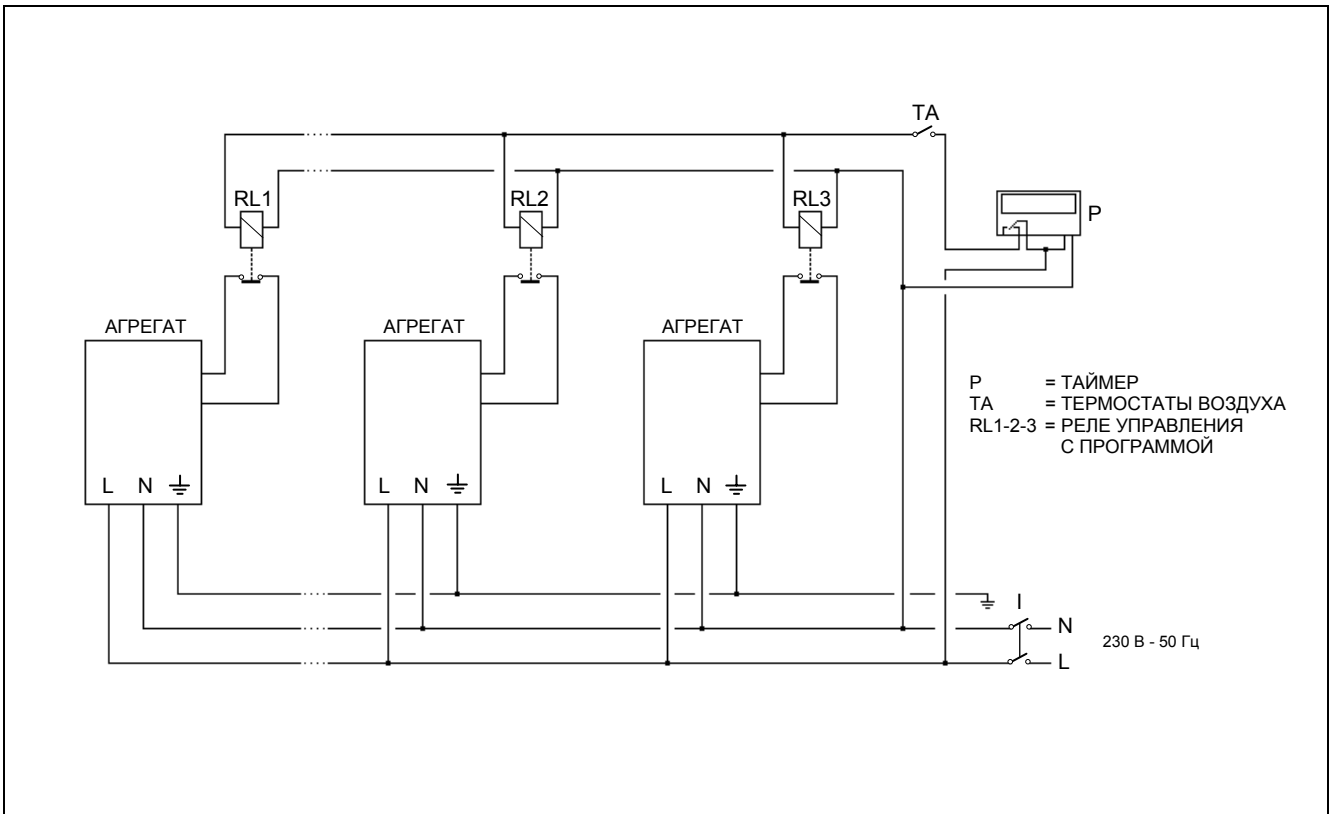 TA
RL1
RL2
RL3
P
АГРЕГАТ
АГРЕГАТ
АГРЕГАТ
P = ТАЙМЕР
TA = ТЕРМОСТАТЫ ВОЗДУХА
RL1-2-3 = РЕЛЕ УПРАВЛЕНИЯ
С ПРОГРАММОЙ
L N
L N
L N
I
N
230 В - 50 Гц
L